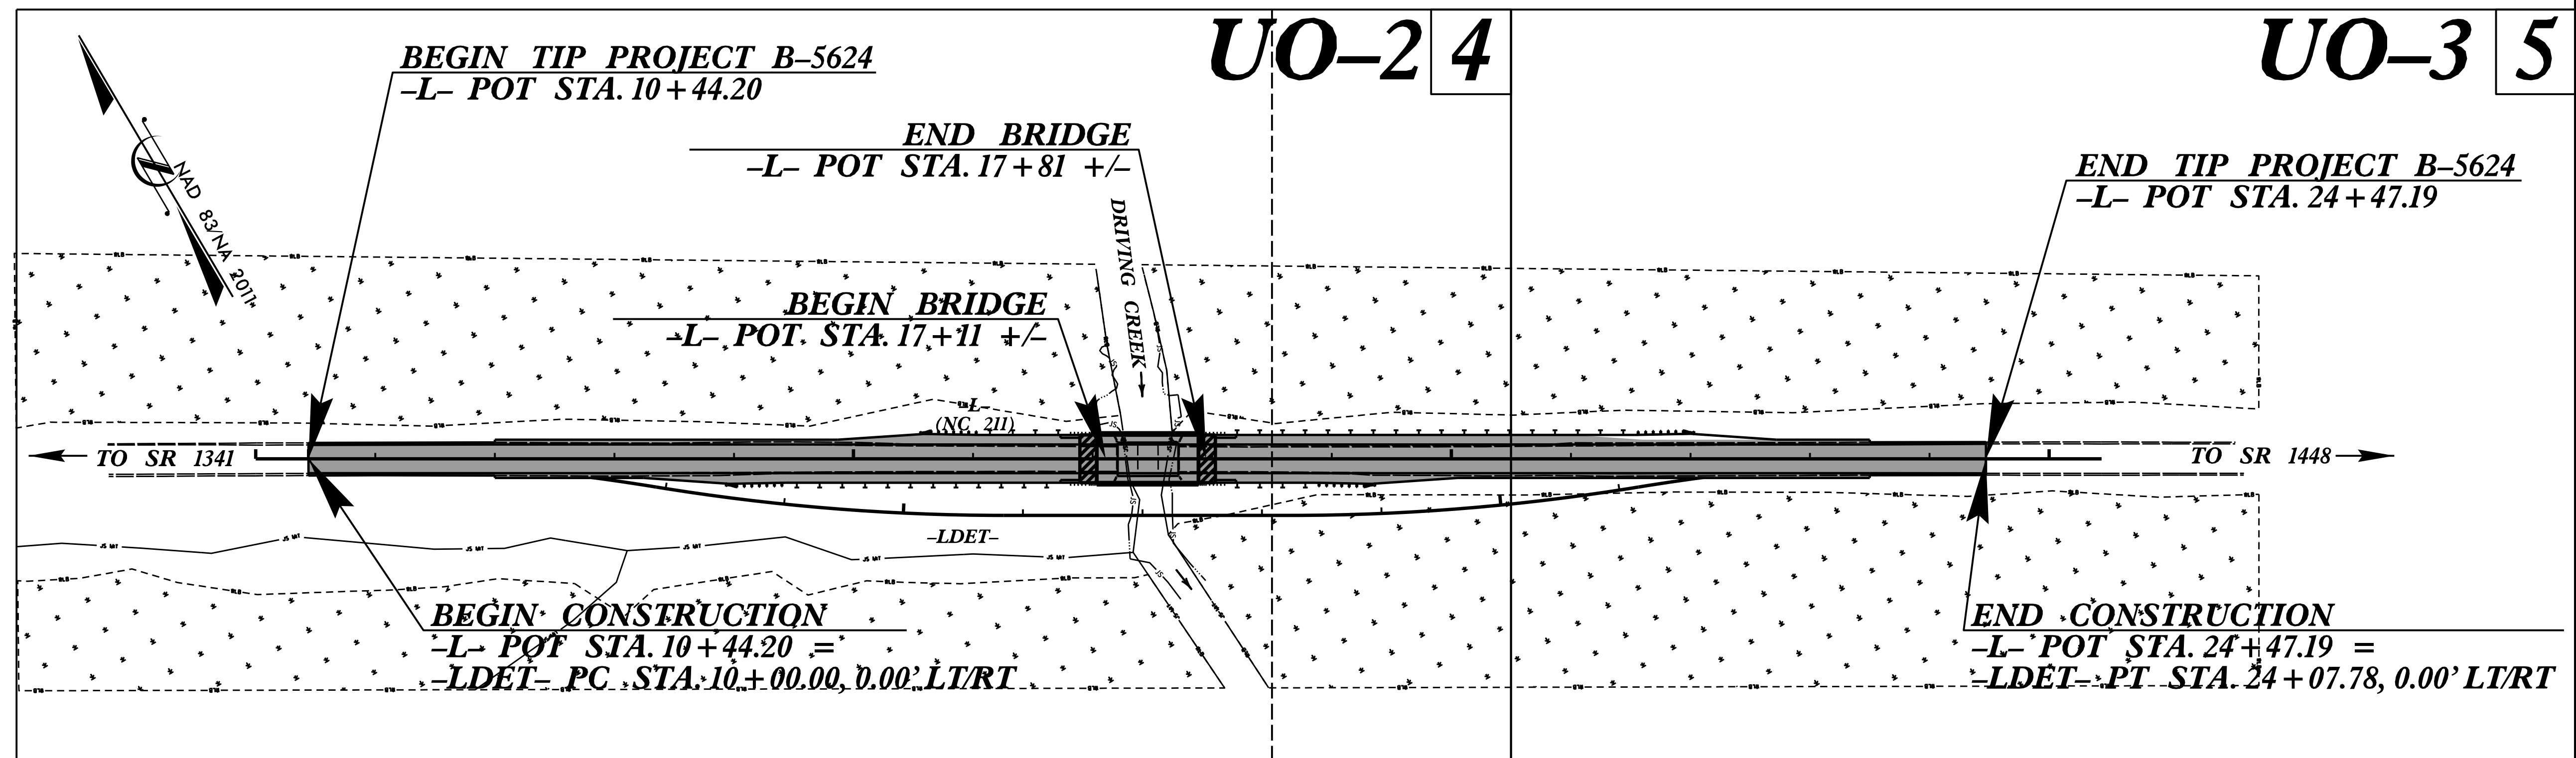 UO–2 4
UO–3 5
BEGIN TIP PROJECT B–5624
–L– POT STA. 10+44.20
END BRIDGE
–L– POT STA. 17+81 +/–
END TIP PROJECT B–5624
–L– POT STA. 24+47.19
NAD 83/NA 2011
DRIVING CREEK
BEGIN BRIDGE
–L– POT STA. 17+11 +/–
–L–
(NC 211)
TO SR 1341
TO SR 1448
–LDET–
BEGIN CONSTRUCTION
–L– POT STA. 10+44.20 =
–LDET– PC STA. 10+00.00, 0.00' LT/RT
END CONSTRUCTION
–L– POT STA. 24+47.19 =
–LDET– PT STA. 24+07.78, 0.00' LT/RT